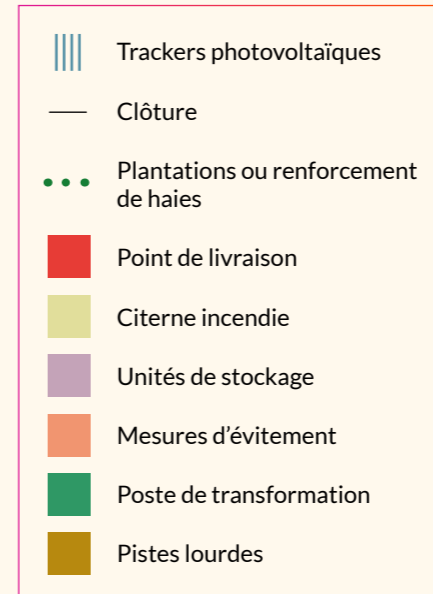 Trackers photovoltaïques
Clôture
Plantations ou renforcement
de haies
Point de livraison
Citerne incendie
Unités de stockage
Mesures d’évitement
Poste de transformation
Pistes lourdes